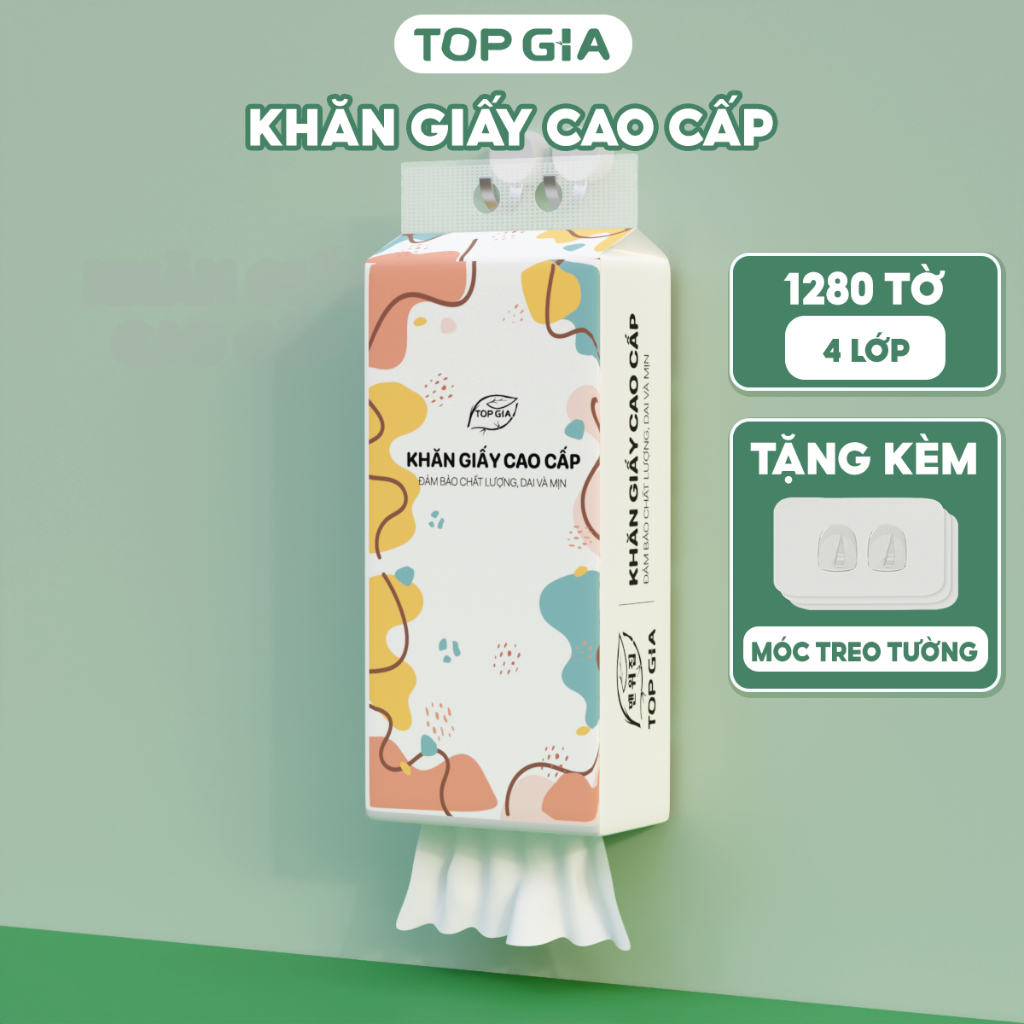 TOP GIA
KHĂN GIẤY CAO CẤP
1280 TỜ
4 LỚP
TẶNG KÈM
MÓC TREO TƯỜNG
TOP GIA
KHĂN GIẤY CAO CẤP
ĐẢM BẢO CHẤT LƯỢNG, DAI VÀ MỊN
KHĂN GIẤY CAO CẤP
ĐẢM BẢO CHẤT LƯỢNG, DAI VÀ MỊN
TOP GIA